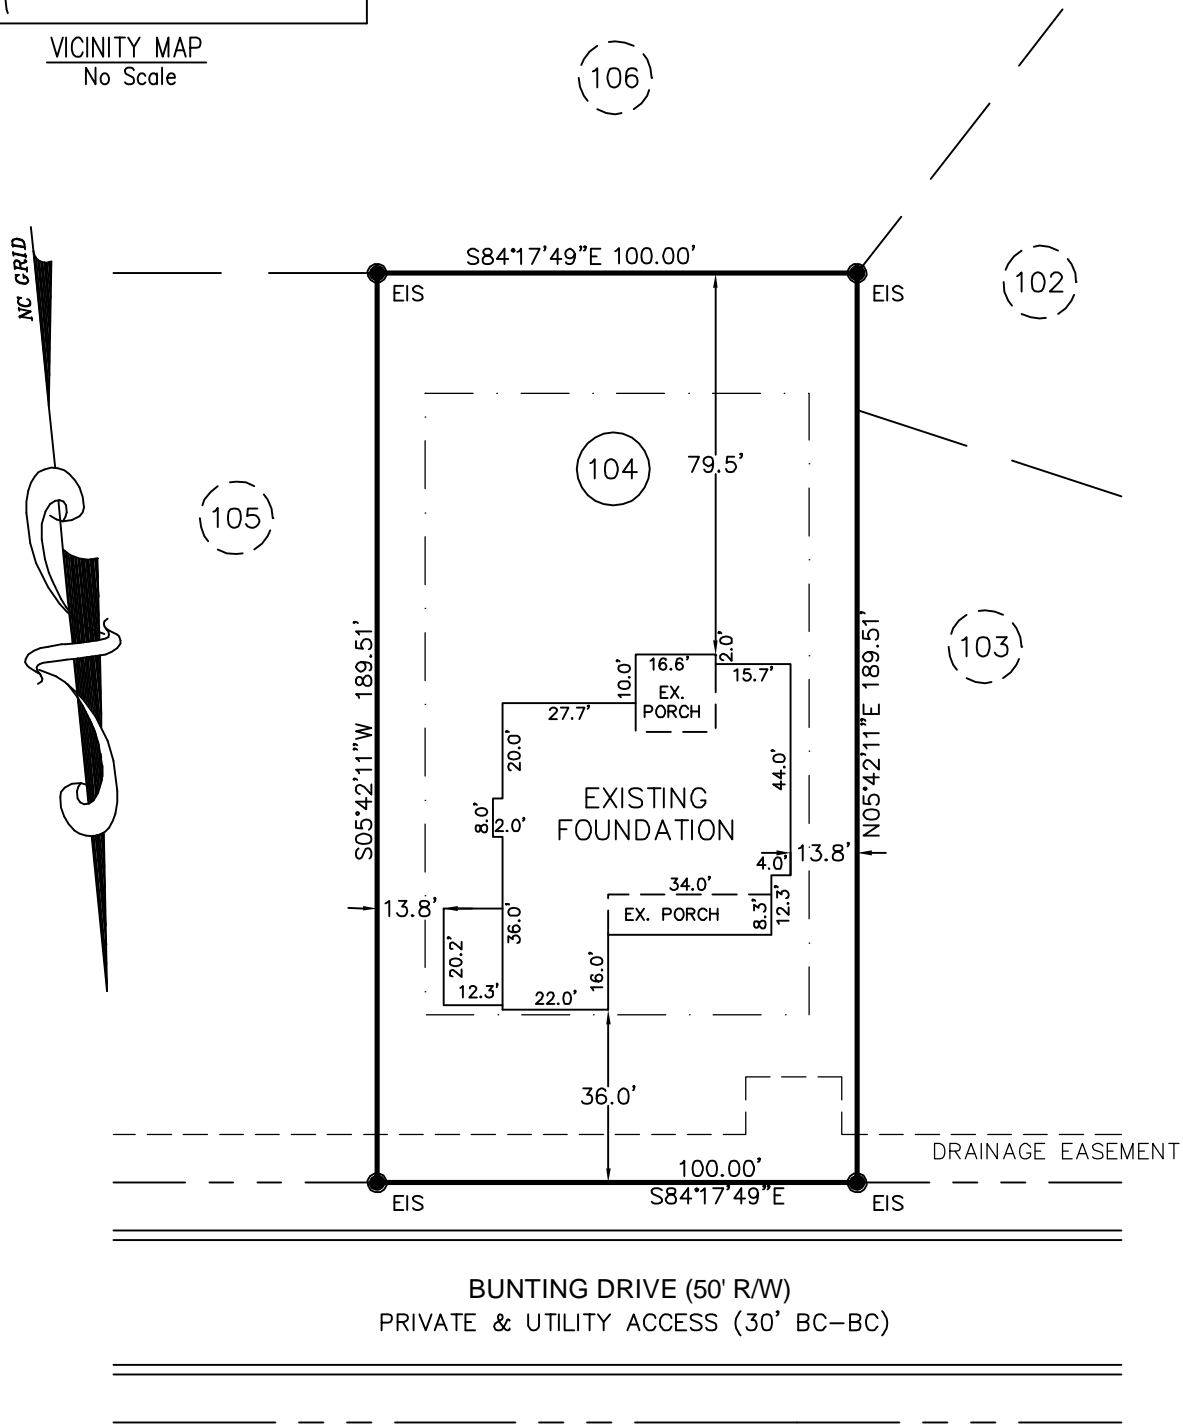 VICINITY MAP
No Scale
106
NC GRID
S84°17'49"E 100.00'
EIS
EIS
102
104
79.5'
105
103
S05°42'11"W 189.51'
N05°42'11"E 189.51'
2.0'
16.6'
15.7'
10.0'
EX.
PORCH
27.7'
20.0'
44.0'
8.0'
2.0'
EXISTING
FOUNDATION
13.8'
4.0'
34.0'
13.8'
36.0'
EX. PORCH
8.3'
12.3'
20.2'
16.0'
12.3'
22.0'
36.0'
DRAINAGE EASEMENT
100.00'
S84°17'49"E
EIS
EIS
BUNTING DRIVE (50' R/W)
PRIVATE & UTILITY ACCESS (30' BC-BC)